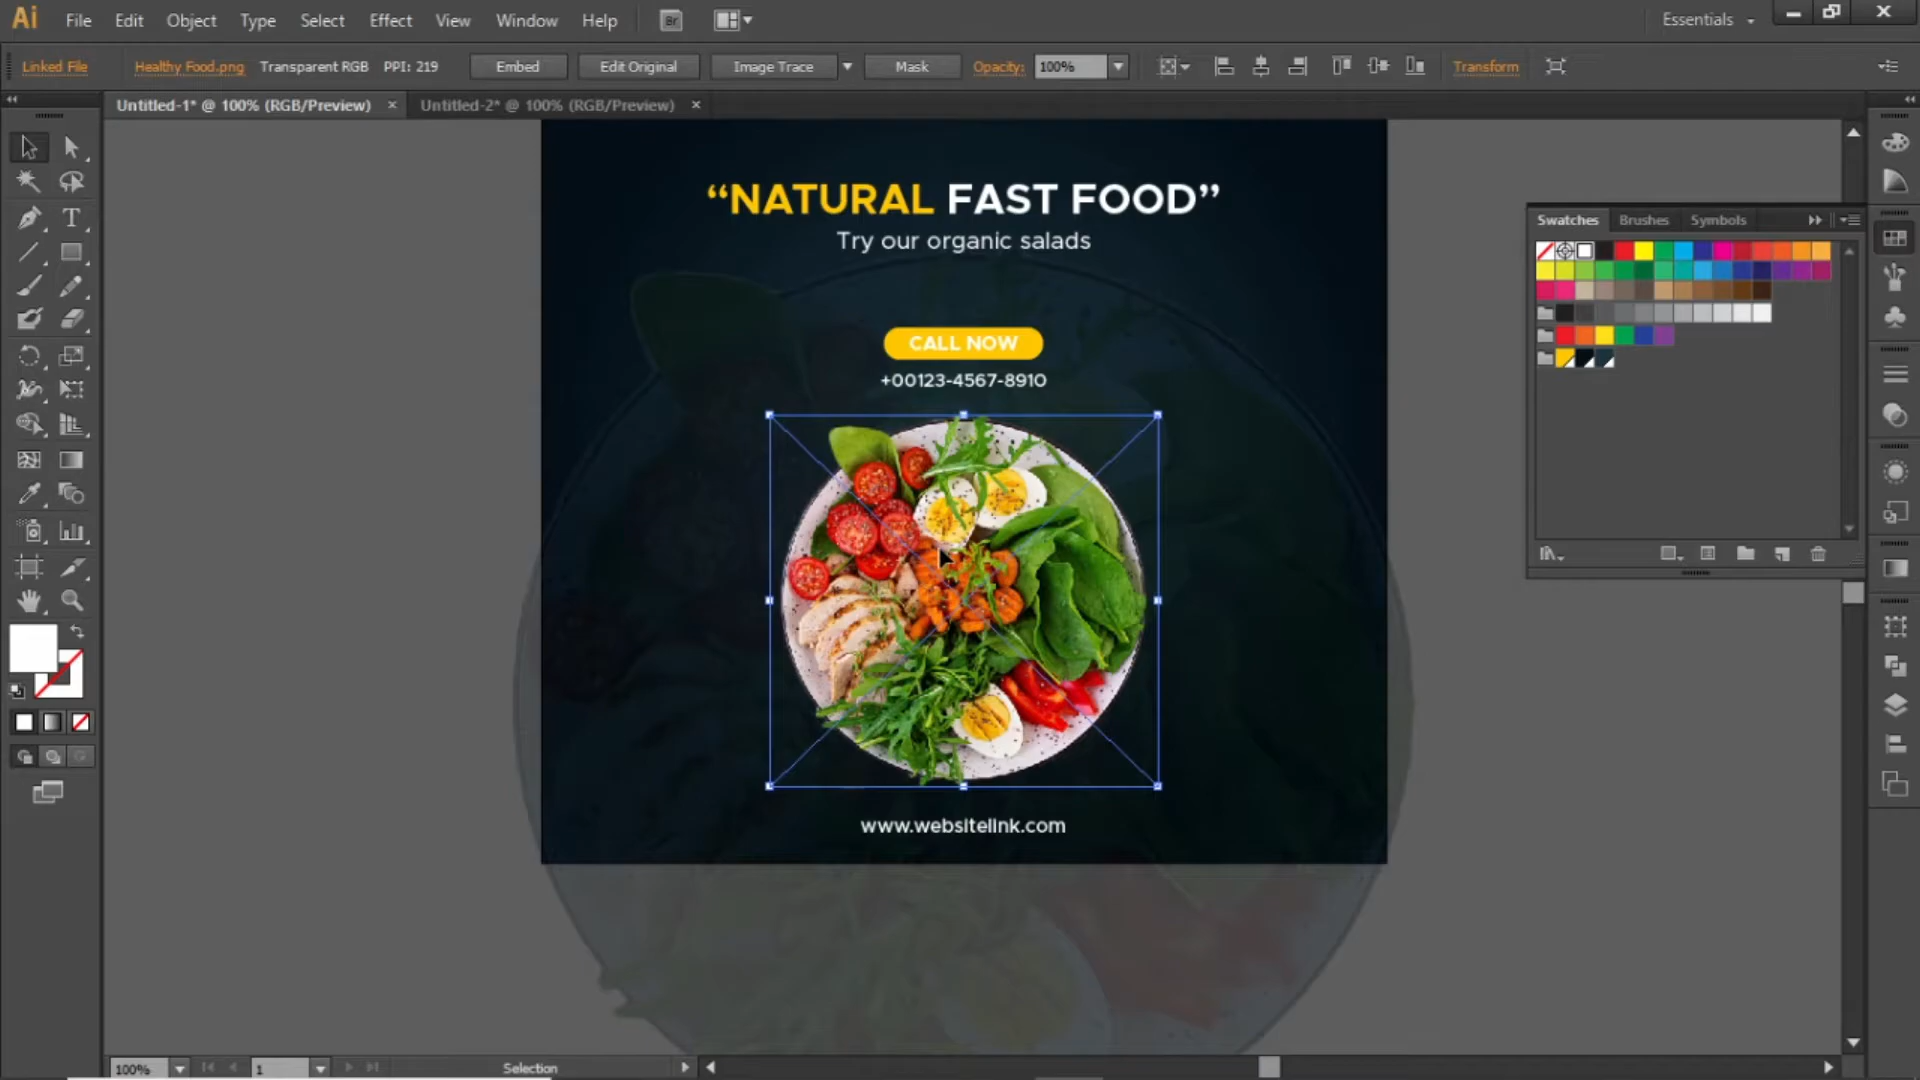 Ai File Edit Object Type Select Effect View Window Help Br Essentials
Linked File Healthy Food.png Transparent RGB PPI: 219 Embed Edit Original Image Trace Mask Opacity: 100% Transform
Untitled-1* @ 100% (RGB/Preview) × Untitled-2* @ 100% (RGB/Preview) ×
“NATURAL FAST FOOD”
Try our organic salads
CALL NOW
+00123-4567-8910
www.websitelink.com
Swatches Brushes Symbols
T
100% 1 Selection